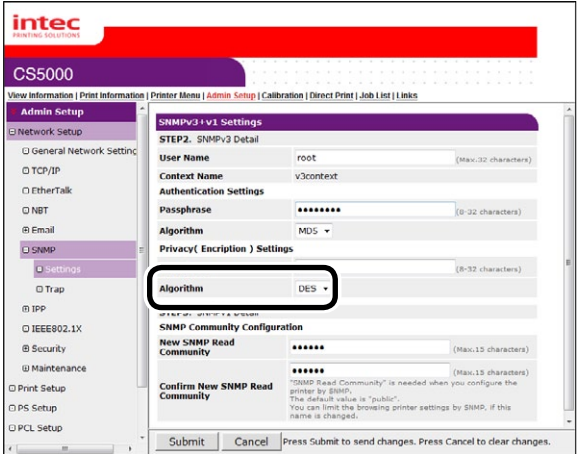 intec
PRINTING SOLUTIONS
CS5000
View Information | Print Information | Printer Menu | Admin Setup | Calibration | Direct Print | Job List | Links
Admin Setup
Network Setup
General Network Setting
TCP/IP
EtherTalk
NBT
Email
SNMP
Settings
Trap
IPP
IEEE802.1X
Security
Maintenance
Print Setup
PS Setup
PCL Setup
SNMPv3+v1 Settings
STEP2. SNMPv3 Detail
User Name root (Max.32 characters)
Context Name v3context
Authentication Settings
Passphrase •••••••• (8-32 characters)
Algorithm MD5
Privacy( Encription ) Settings
(8-32 characters)
Algorithm DES
STEP3. SNMPv1 Detail
SNMP Community Configuration
New SNMP Read Community •••••• (Max.15 characters)
Confirm New SNMP Read Community •••••• (Max.15 characters)
"SNMP Read Community" is needed when you configure the
printer by SNMP.
The default value is "public".
You can limit the browsing printer settings by SNMP, if this
name is changed.
Submit Cancel Press Submit to send changes. Press Cancel to clear changes.